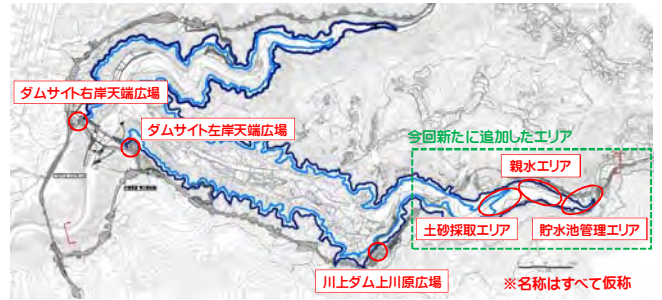 ダムサイト右岸天端広場
ダムサイト左岸天端広場
今回新たに追加したエリア
親水エリア
土砂採取エリア
貯水池管理エリア
川上ダム上川原広場
※名称はすべて仮称